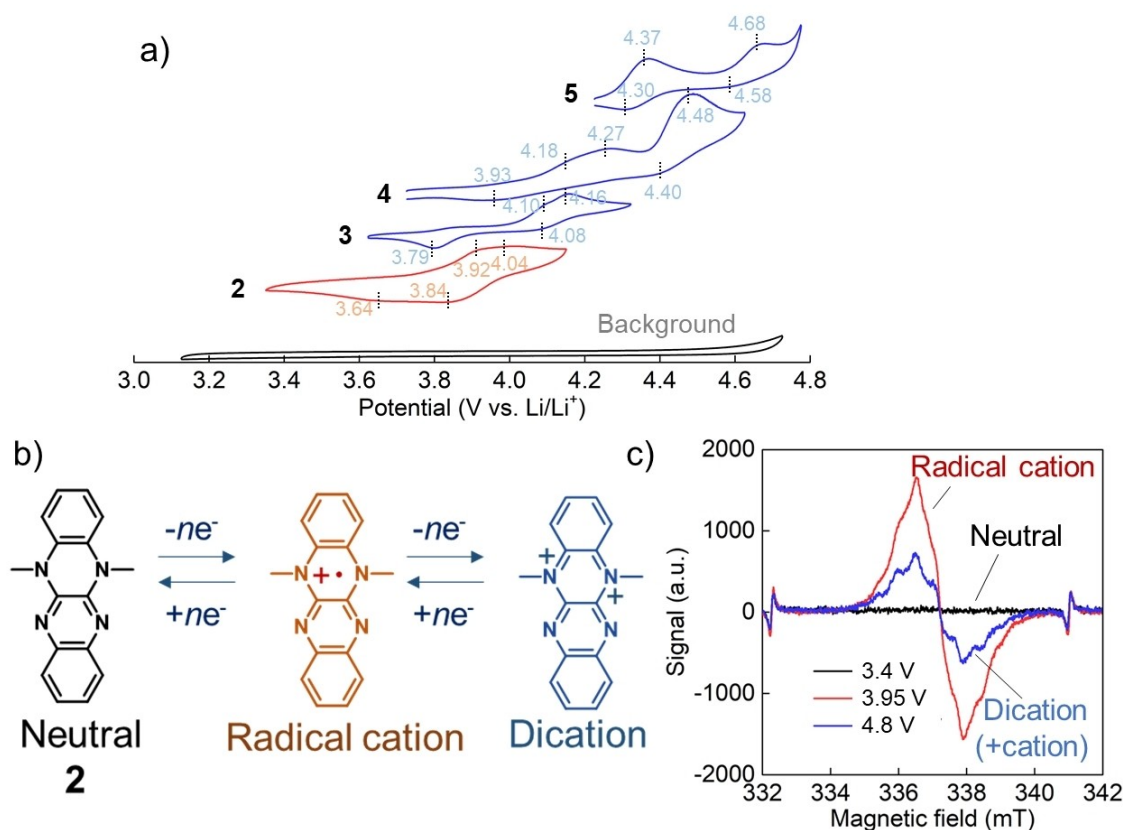 a)
4.37
4.68
5
4.30
4.58
4.48
4.27
4.18
3.93
4
4.40
4.10
4.16
3
3.79
4.08
3.92
4.04
2
3.64
3.84
Background
3.0 3.2 3.4 3.6 3.8 4.0 4.2 4.4 4.6 4.8
Potential (V vs. Li/Li⁺)
b)
-ne⁻
-ne⁻
+ne⁻
+ne⁻
N N
N N
N + • N
N N
+
N N
+
N N
Neutral
Radical cation
Dication
2
c)
2000
1000
0
-1000
-2000
Signal (a.u.)
Radical cation
Neutral
3.4 V
3.95 V
4.8 V
Dication
(+cation)
332 334 336 338 340 342
Magnetic field (mT)